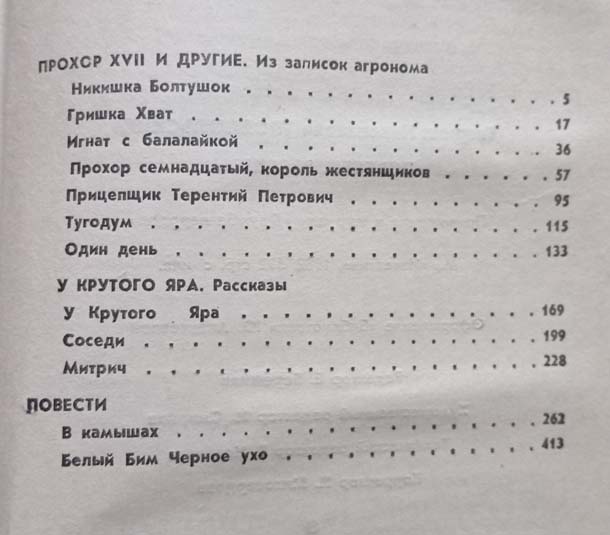 ПРОХОР XVII И ДРУГИЕ. Из записок агронома
Никишка Болтушок . . . . . . . . . . . . 5
Гришка Хват . . . . . . . . . . . . . . 17
Игнат с балалайкой . . . . . . . . . . . 36
Прохор семнадцатый, король жестянщиков . . . . . 57
Прицепщик Терентий Петрович . . . . . . . . 95
Тугодум . . . . . . . . . . . . . . . 115
Один день . . . . . . . . . . . . . . 133
У КРУТОГО ЯРА. Рассказы
У Крутого Яра . . . . . . . . . . . . 169
Соседи . . . . . . . . . . . . . . . 199
Митрич . . . . . . . . . . . . . . . 228
ПОВЕСТИ
В камышах . . . . . . . . . . . . . . 262
Белый Бим Черное ухо . . . . . . . . . . 413